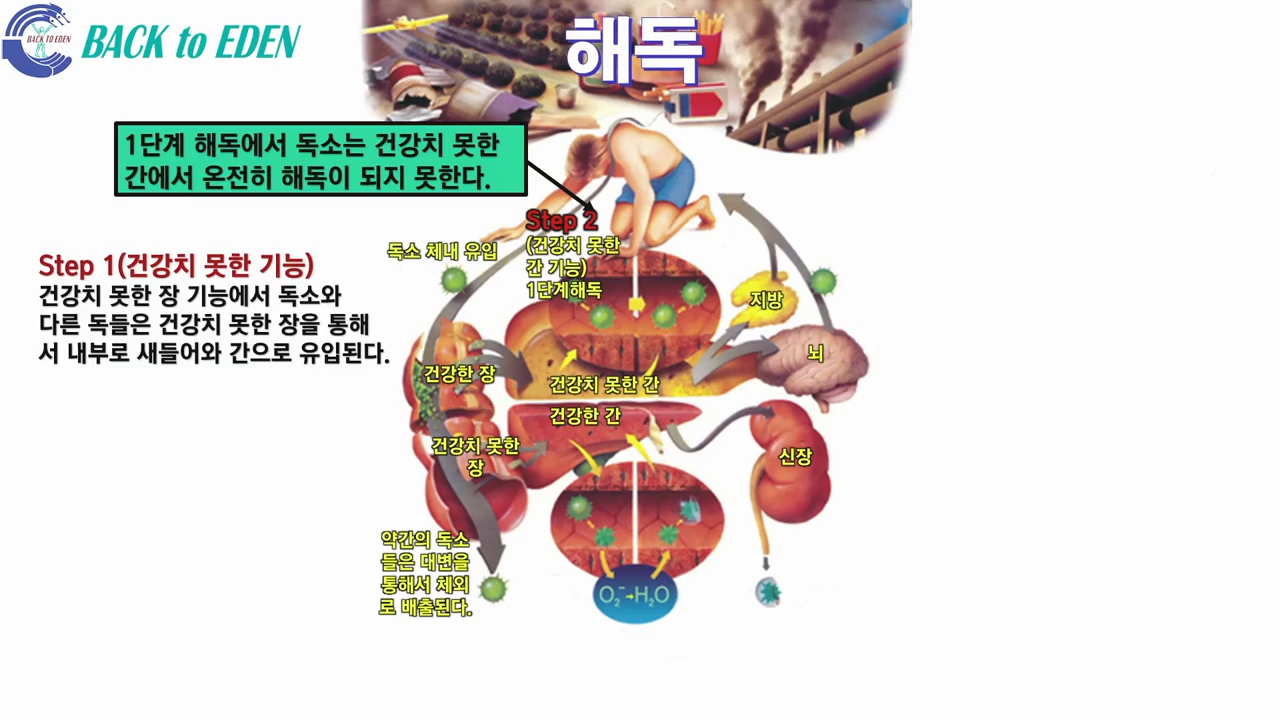 BACK TO EDEN
BACK to EDEN
해독
1단계 해독에서 독소는 건강치 못한
간에서 온전히 해독이 되지 못한다.
Step 1(건강치 못한 기능)
건강치 못한 장 기능에서 독소와
다른 독들은 건강치 못한 장을 통해
서 내부로 새들어와 간으로 유입된다.
독소 체내 유입
Step 2
(건강치 못한
간 기능)
1단계해독
지방
뇌
건강한 장
건강치 못한 간
건강한 간
건강치 못한
장
신장
약간의 독소
들은 대변을
통해서 체외
로 배출된다.
O₂⁻→H₂O